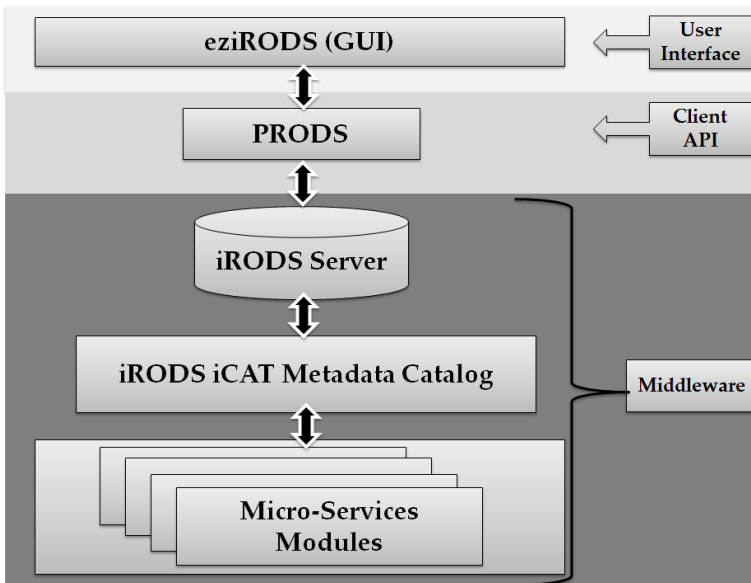 eziRODS (GUI)
User
Interface
PRODS
Client
API
iRODS Server
iRODS iCAT Metadata Catalog
Middleware
Micro-Services
Modules